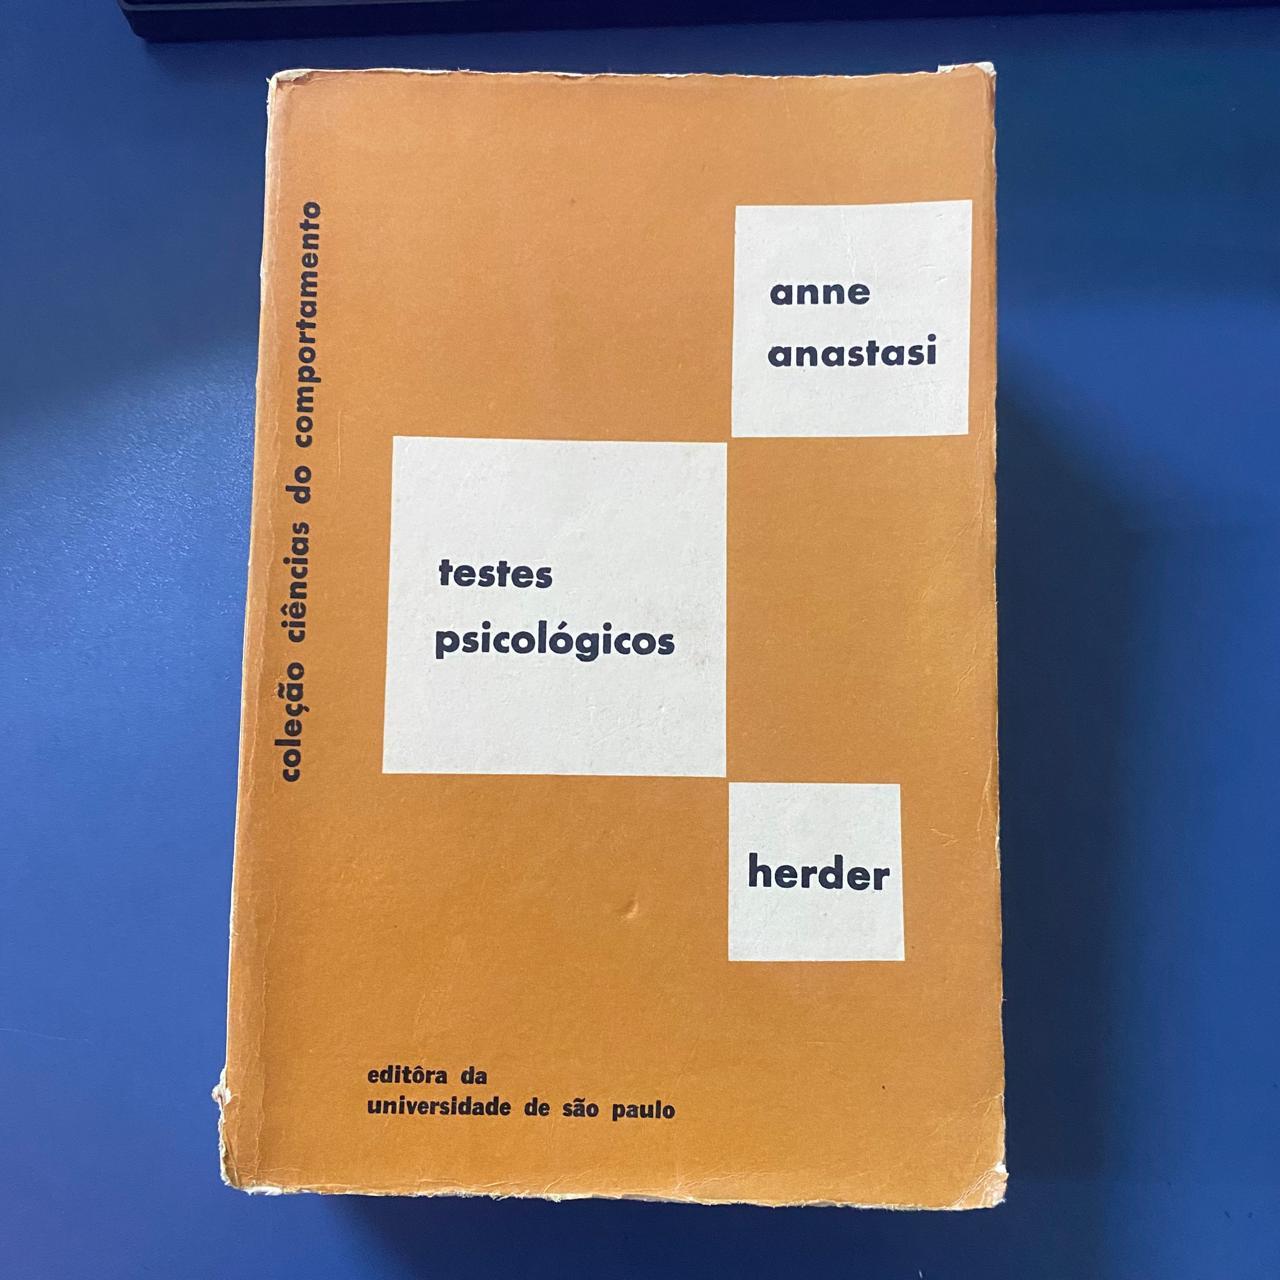 coleção ciências do comportamento
anne
anastasi
testes
psicológicos
herder
editôra da
universidade de são paulo